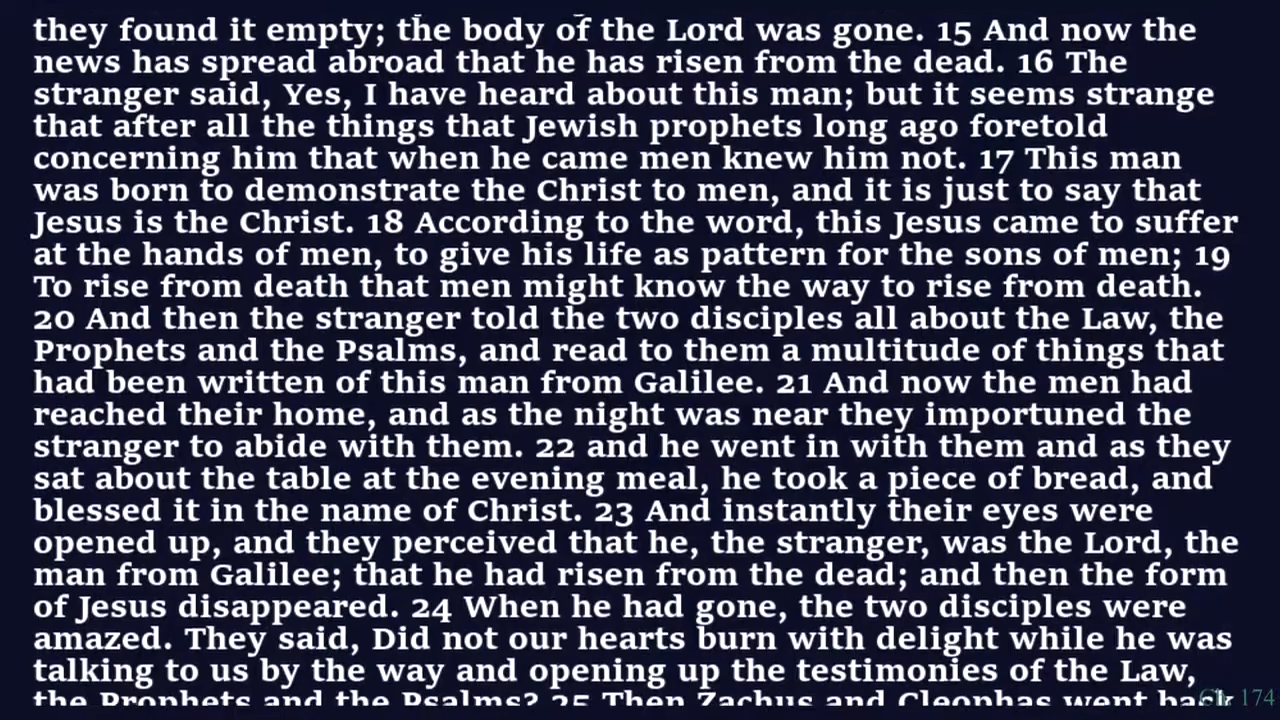 they found it empty; the body of the Lord was gone. 15 And now the
news has spread abroad that he has risen from the dead. 16 The
stranger said, Yes, I have heard about this man; but it seems strange
that after all the things that Jewish prophets long ago foretold
concerning him that when he came men knew him not. 17 This man
was born to demonstrate the Christ to men, and it is just to say that
Jesus is the Christ. 18 According to the word, this Jesus came to suffer
at the hands of men, to give his life as pattern for the sons of men; 19
To rise from death that men might know the way to rise from death.
20 And then the stranger told the two disciples all about the Law, the
Prophets and the Psalms, and read to them a multitude of things that
had been written of this man from Galilee. 21 And now the men had
reached their home, and as the night was near they importuned the
stranger to abide with them. 22 and he went in with them and as they
sat about the table at the evening meal, he took a piece of bread, and
blessed it in the name of Christ. 23 And instantly their eyes were
opened up, and they perceived that he, the stranger, was the Lord, the
man from Galilee; that he had risen from the dead; and then the form
of Jesus disappeared. 24 When he had gone, the two disciples were
amazed. They said, Did not our hearts burn with delight while he was
talking to us by the way and opening up the testimonies of the Law,
the Prophets and the Psalms? 25 Then Zachus and Cleophas went back
Ch. 174